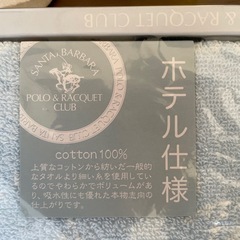 & RACQUET CLUB
SANTA BARBARA
POLO & RACQUET
CLUB
ホテル仕様
cotton100%
上質なコットンから紡いだ一般的
なタオルより細い糸を使用してい
るのでやわらかでボリュームがあ
り、吸水性にも優れた本物志向の
仕上がりです。